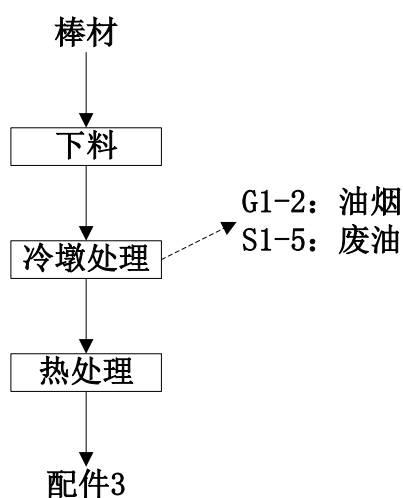 棒材
下料
G1-2：油烟
S1-5：废油
冷墩处理
热处理
配件3